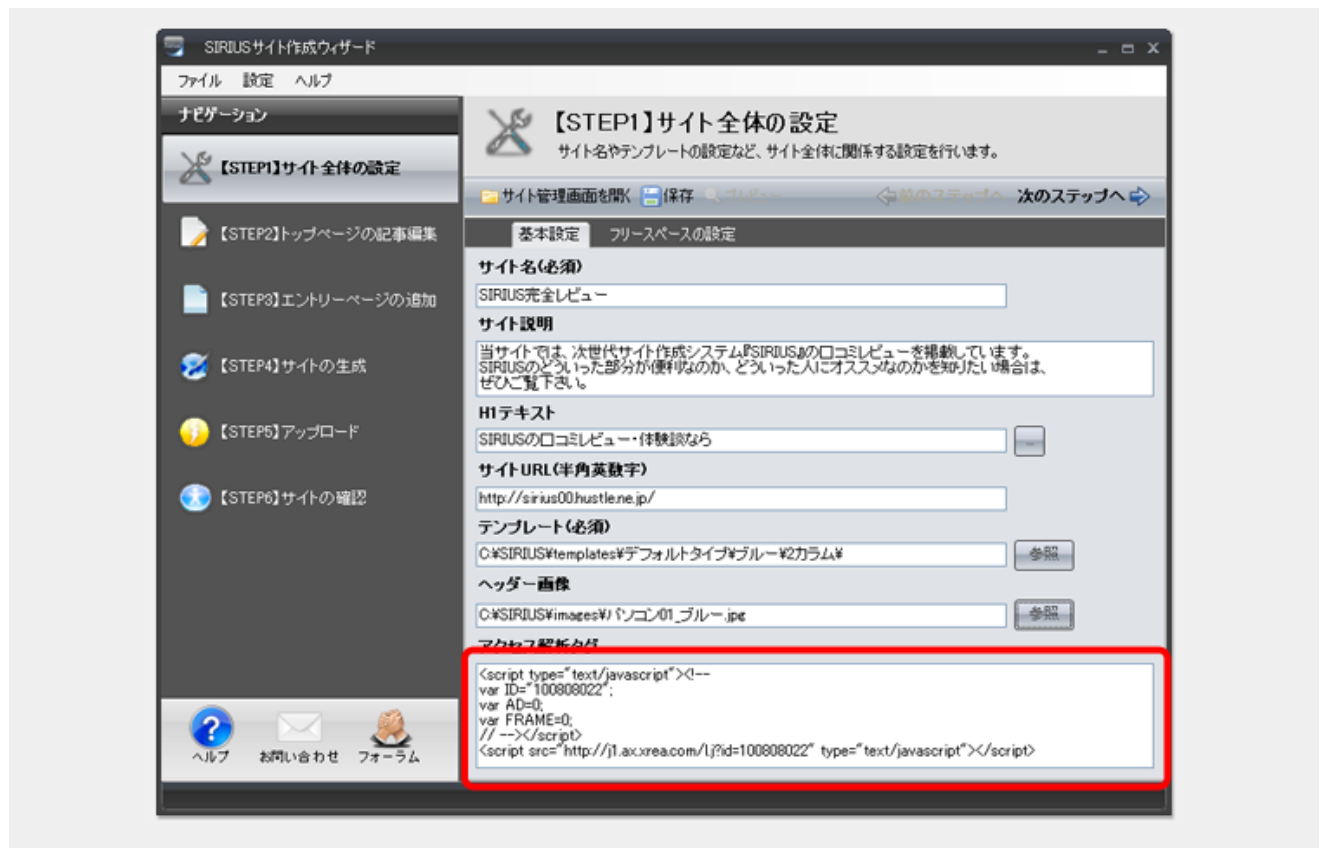 SIRIUSサイト作成ウィザード
ファイル 設定 ヘルプ
ナビゲーション
【STEP1】サイト全体の設定
【STEP2】トップページの記事編集
【STEP3】エントリーページの追加
【STEP4】サイトの生成
【STEP5】アップロード
【STEP6】サイトの確認
ヘルプ お問い合わせ フォーラム
【STEP1】サイト全体の設定
サイト名やテンプレートの設定など、サイト全体に関係する設定を行います。
サイト管理画面を開く 保存 プレビュー 前のステップへ 次のステップへ
基本設定 フリースペースの設定
サイト名(必須)
SIRIUS完全レビュー
サイト説明
当サイトでは、次世代サイト作成システム『SIRIUS』の口コミレビューを掲載しています。
SIRIUSのどういった部分が便利なのか、どういった人にオススメなのかを知りたい場合は、
ぜひご覧下さい。
H1テキスト
SIRIUSの口コミレビュー・体験談なら
サイトURL(半角英数字)
http://sirius00.hustle.ne.jp/
テンプレート(必須)
C:¥SIRIUS¥templates¥デフォルトタイプ¥ブルー¥2カラム¥
参照
ヘッダー画像
C:¥SIRIUS¥images¥パソコン01_ブルー.jpg
参照
アクセス解析タグ
<script type="text/javascript"><!--
var ID="100808022";
var AD=0;
var FRAME=0;
// --></script>
<script src="http://j1.ax.xrea.com/l.j?id=100808022" type="text/javascript"></script>